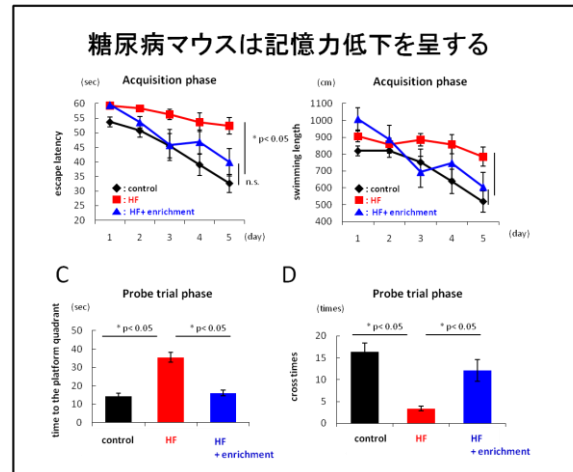 糖尿病マウスは記憶力低下を呈する
(sec) Acquisition phase
60
55
50
45
40
35
30
25
20
escape latency
* p< 0.05
n.s.
: control
: HF
: HF+ enrichment
1 2 3 4 5 (day)
(cm) Acquisition phase
1100
1000
900
800
700
600
500
400
swimming length
: control
: HF
: HF+ enrichment
1 2 3 4 5 (day)
C
Probe trial phase
(sec)
50
40
30
20
10
0
time to the platform quadrant
* p< 0.05 * p< 0.05
control HF HF
+ enrichment
D
Probe trial phase
(times)
20
15
10
5
0
cross times
* p< 0.05 * p< 0.05
control HF HF
+ enrichment